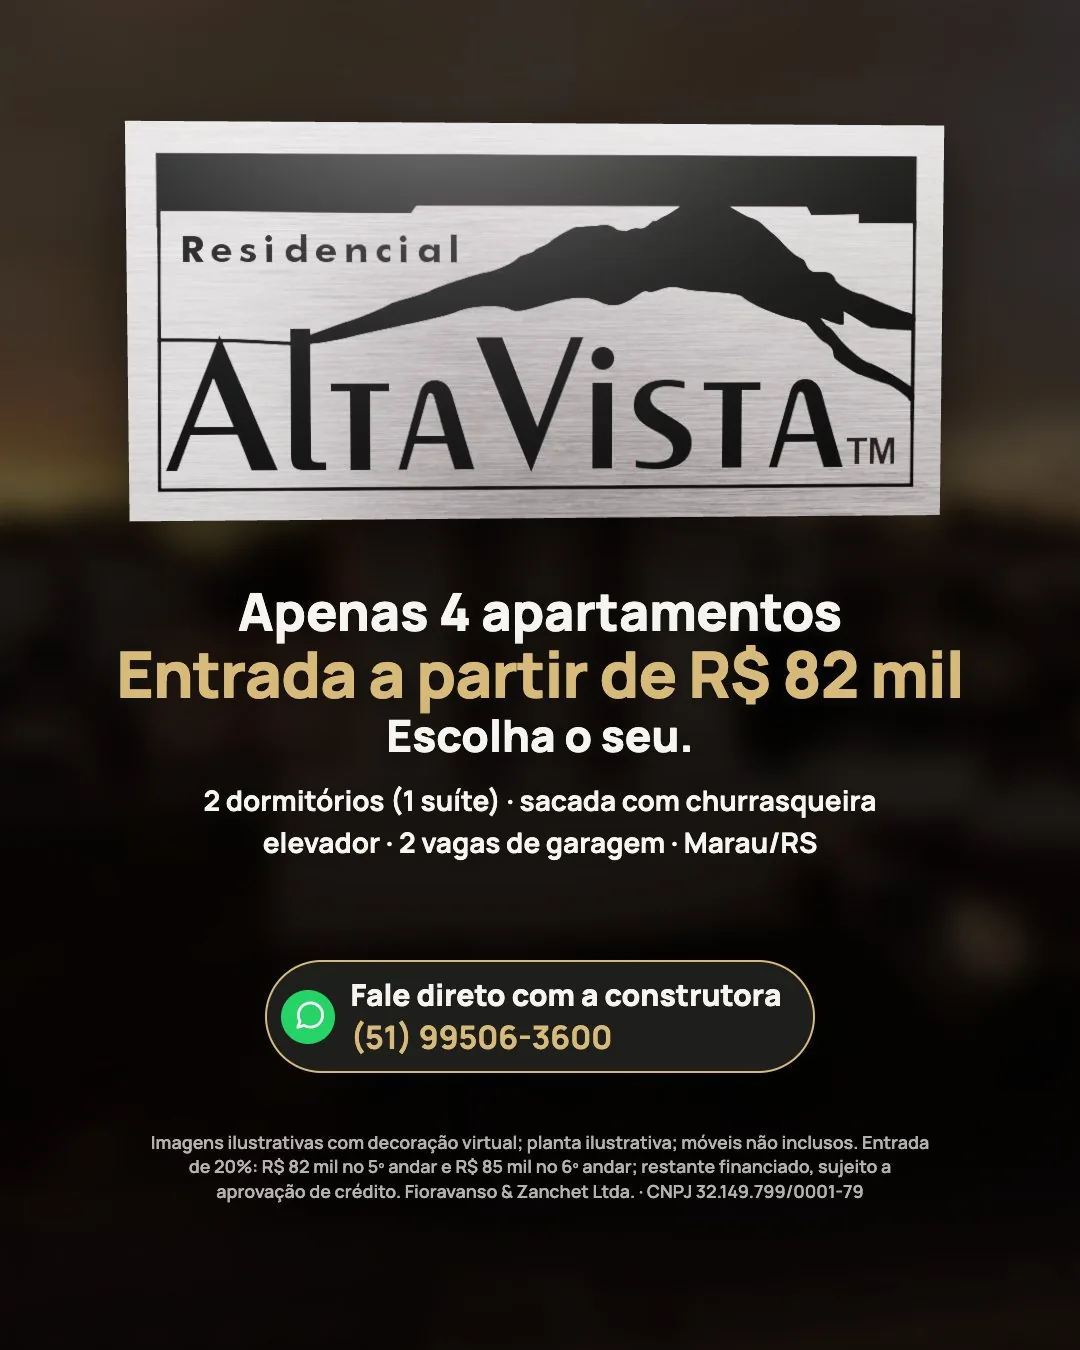 Residencial
AltaVista TM
Apenas 4 apartamentos
Entrada a partir de R$ 82 mil
Escolha o seu.
2 dormitórios (1 suíte) · sacada com churrasqueira
elevador · 2 vagas de garagem · Marau/RS
Fale direto com a construtora
(51) 99506-3600
Imagens ilustrativas com decoração virtual; planta ilustrativa; móveis não inclusos. Entrada
de 20%: R$ 82 mil no 5º andar e R$ 85 mil no 6º andar; restante financiado, sujeito a
aprovação de crédito. Fioravanso & Zanchet Ltda. · CNPJ 32.149.799/0001-79